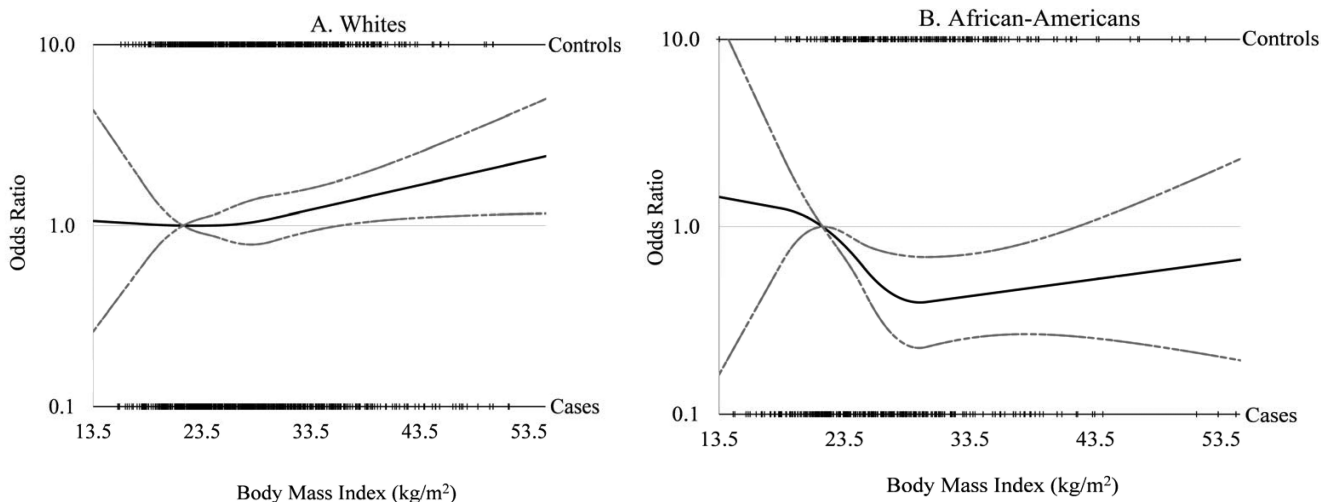 A. Whites
10.0
Controls
Odds Ratio
1.0
0.1
Cases
13.5 23.5 33.5 43.5 53.5
Body Mass Index (kg/m²)
B. African-Americans
10.0
Controls
Odds Ratio
1.0
0.1
Cases
13.5 23.5 33.5 43.5 53.5
Body Mass Index (kg/m²)